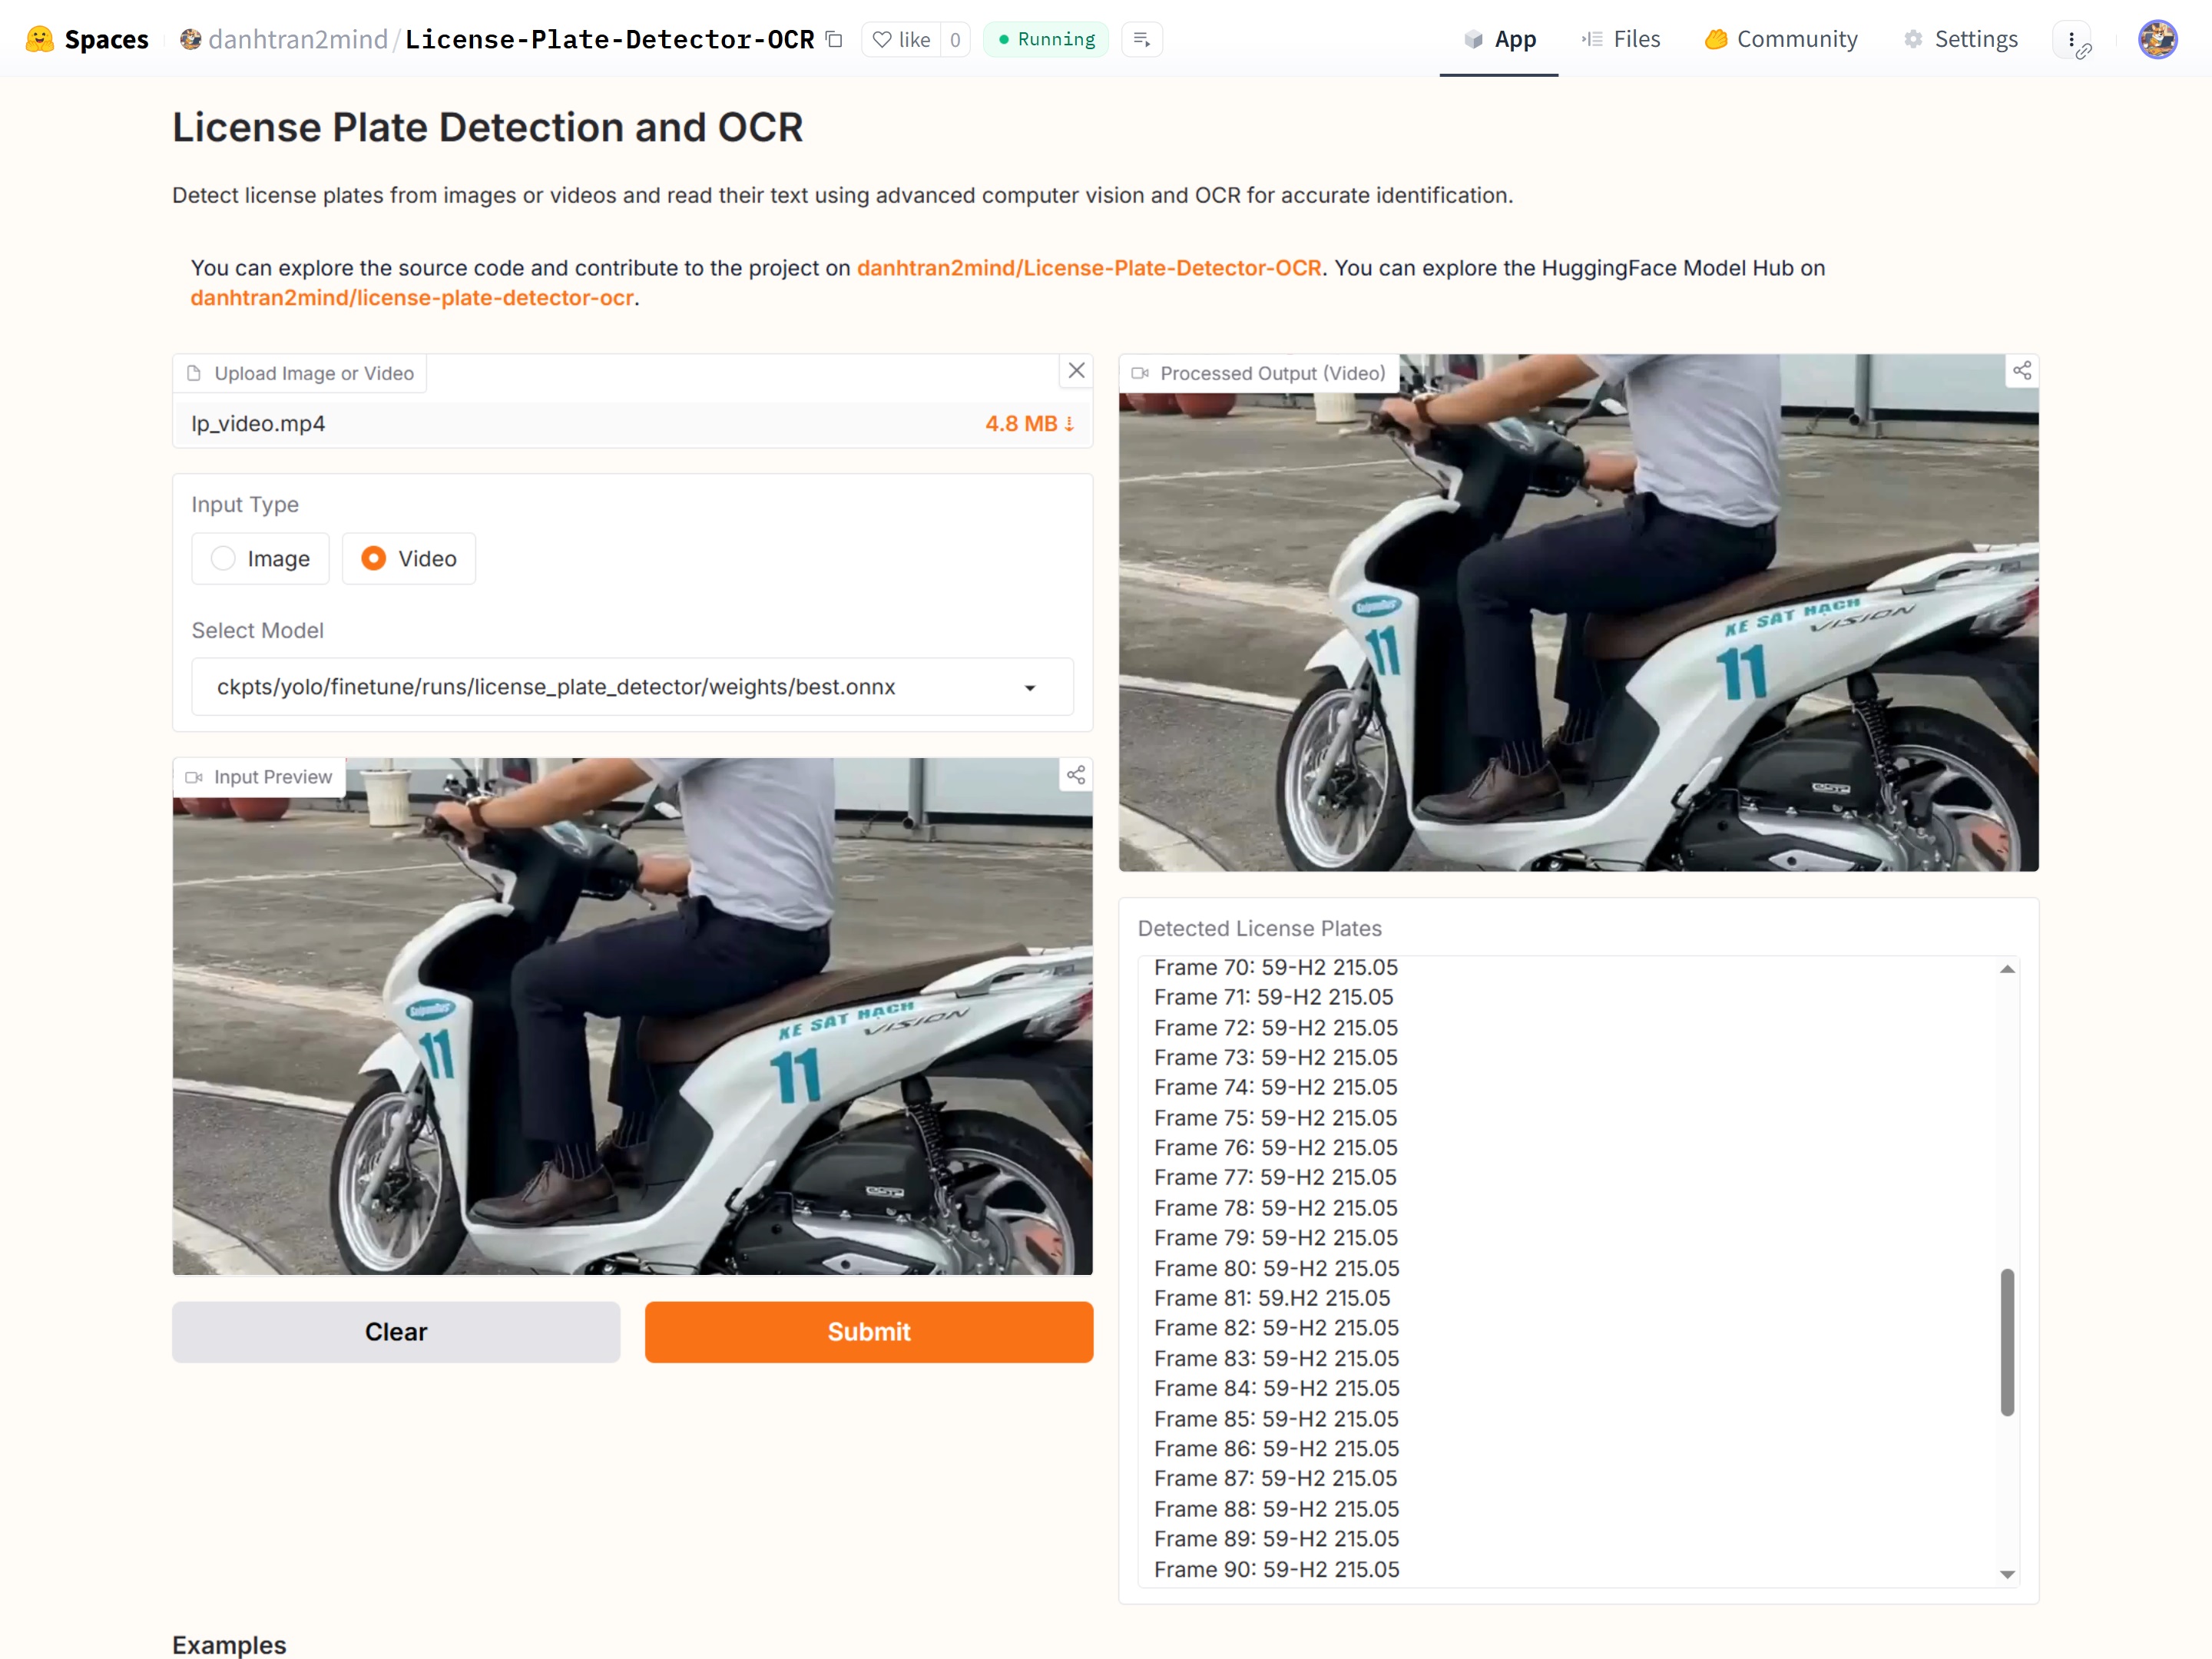 Spaces
danhtran2mind/License-Plate-Detector-OCR
like 0
Running
App
Files
Community
Settings
License Plate Detection and OCR
Detect license plates from images or videos and read their text using advanced computer vision and OCR for accurate identification.
You can explore the source code and contribute to the project on danhtran2mind/License-Plate-Detector-OCR. You can explore the HuggingFace Model Hub on
danhtran2mind/license-plate-detector-ocr.
Upload Image or Video
lp_video.mp4 4.8 MB ⇣
Input Type
Image
Video
Select Model
ckpts/yolo/finetune/runs/license_plate_detector/weights/best.onnx
Input Preview
XE SÁT HẠCH
VISION
11
11
Clear
Submit
Processed Output (Video)
XE SÁT HẠCH
VISION
11
11
Detected License Plates
Frame 70: 59-H2 215.05
Frame 71: 59-H2 215.05
Frame 72: 59-H2 215.05
Frame 73: 59-H2 215.05
Frame 74: 59-H2 215.05
Frame 75: 59-H2 215.05
Frame 76: 59-H2 215.05
Frame 77: 59-H2 215.05
Frame 78: 59-H2 215.05
Frame 79: 59-H2 215.05
Frame 80: 59-H2 215.05
Frame 81: 59.H2 215.05
Frame 82: 59-H2 215.05
Frame 83: 59-H2 215.05
Frame 84: 59-H2 215.05
Frame 85: 59-H2 215.05
Frame 86: 59-H2 215.05
Frame 87: 59-H2 215.05
Frame 88: 59-H2 215.05
Frame 89: 59-H2 215.05
Frame 90: 59-H2 215.05
Examples